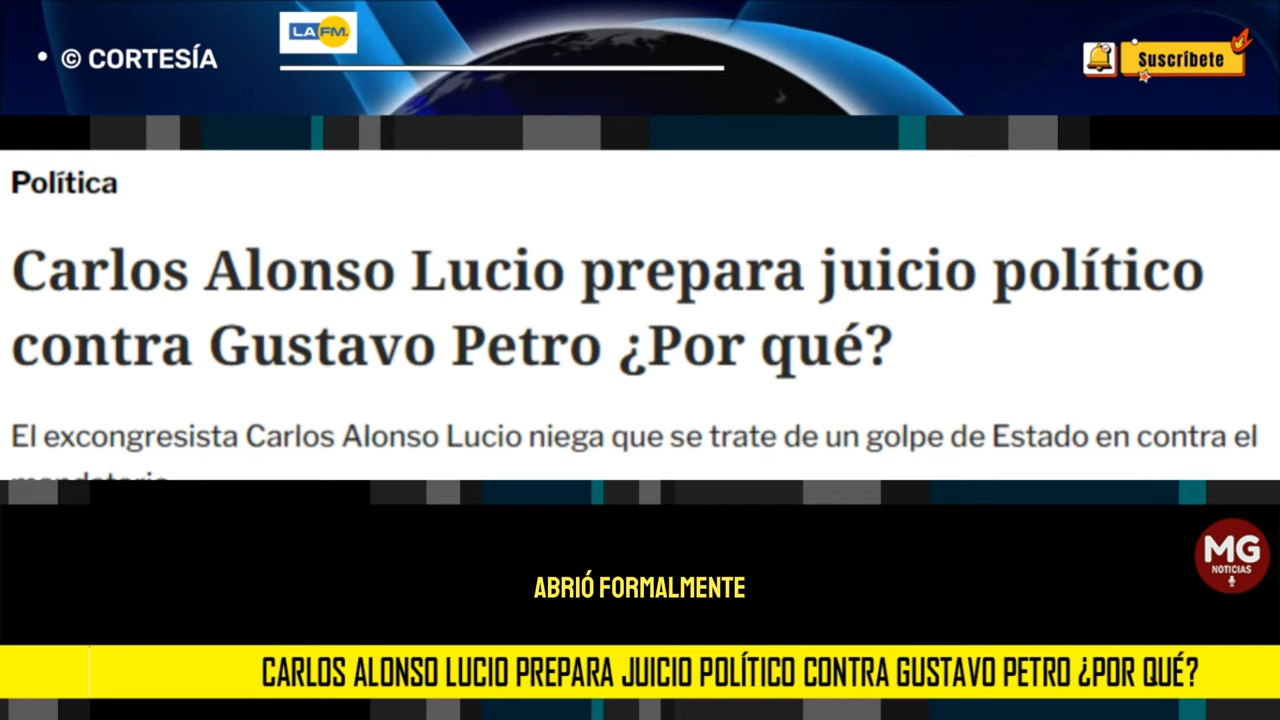 • © CORTESÍA
LA FM.
Suscríbete
Política
Carlos Alonso Lucio prepara juicio político
contra Gustavo Petro ¿Por qué?
El excongresista Carlos Alonso Lucio niega que se trate de un golpe de Estado en contra el
MG
NOTICIAS
ABRIÓ FORMALMENTE
CARLOS ALONSO LUCIO PREPARA JUICIO POLÍTICO CONTRA GUSTAVO PETRO ¿POR QUÉ?